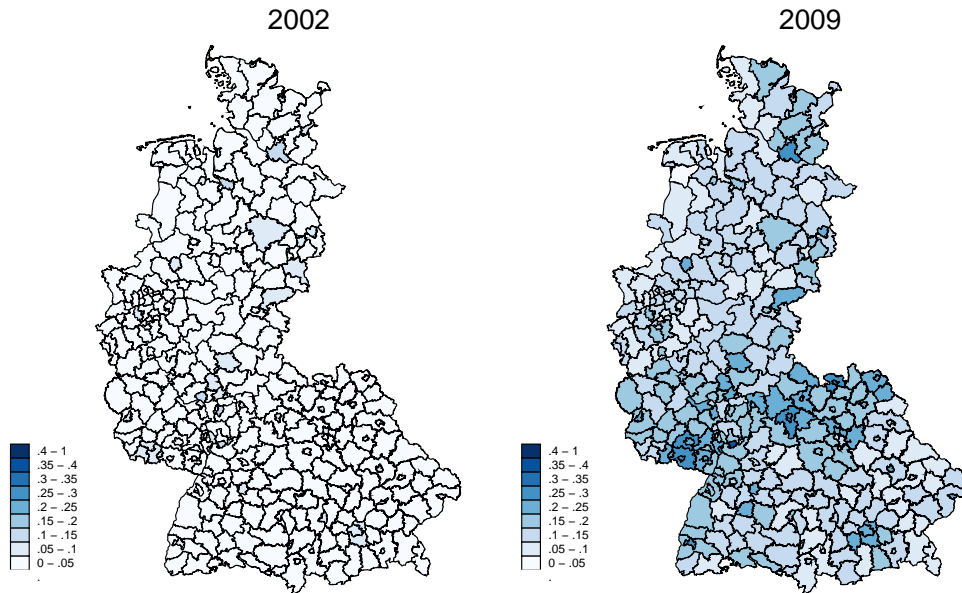 2002
.4 − 1
.35 − .4
.3 − .35
.25 − .3
.2 − .25
.15 − .2
.1 − .15
.05 − .1
0 − .05
.
2009
.4 − 1
.35 − .4
.3 − .35
.25 − .3
.2 − .25
.15 − .2
.1 − .15
.05 − .1
0 − .05
.